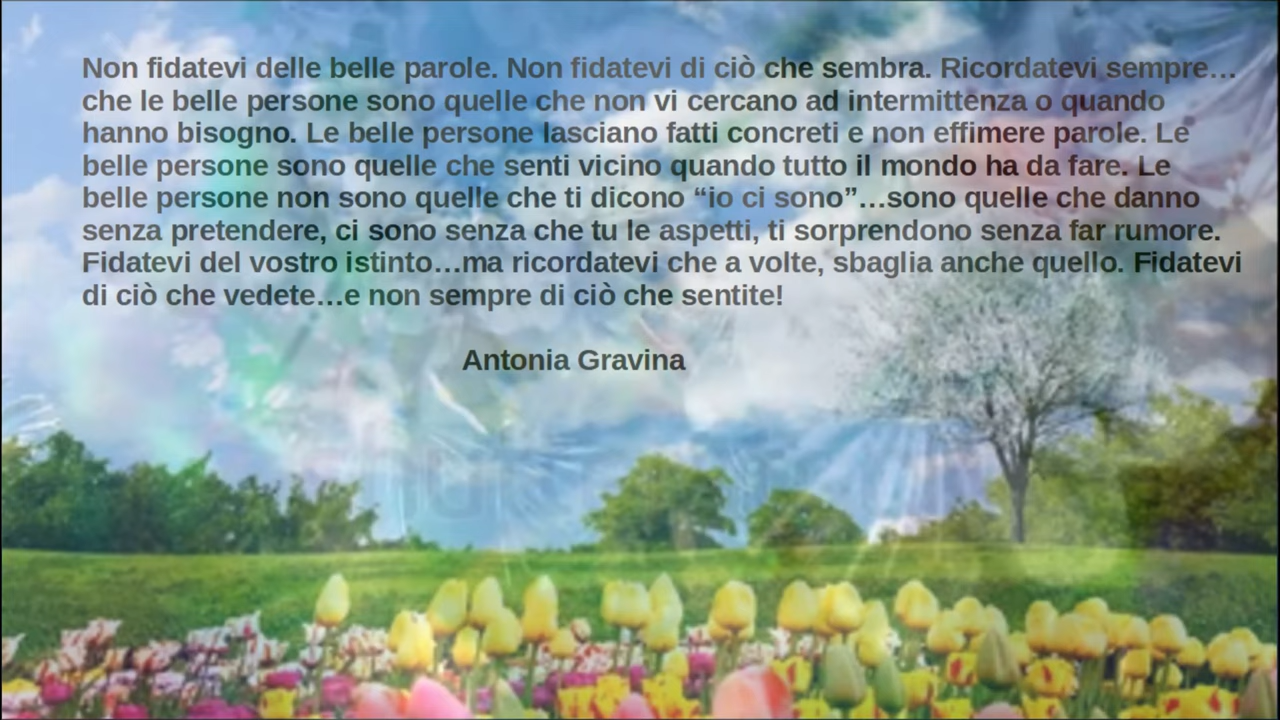 Non fidatevi delle belle parole. Non fidatevi di ciò che sembra. Ricordatevi sempre…
che le belle persone sono quelle che non vi cercano ad intermittenza o quando
hanno bisogno. Le belle persone lasciano fatti concreti e non effimere parole. Le
belle persone sono quelle che senti vicino quando tutto il mondo ha da fare. Le
belle persone non sono quelle che ti dicono “io ci sono”…sono quelle che danno
senza pretendere, ci sono senza che tu le aspetti, ti sorprendono senza far rumore.
Fidatevi del vostro istinto…ma ricordatevi che a volte, sbaglia anche quello. Fidatevi
di ciò che vedete…e non sempre di ciò che sentite!
Antonia Gravina